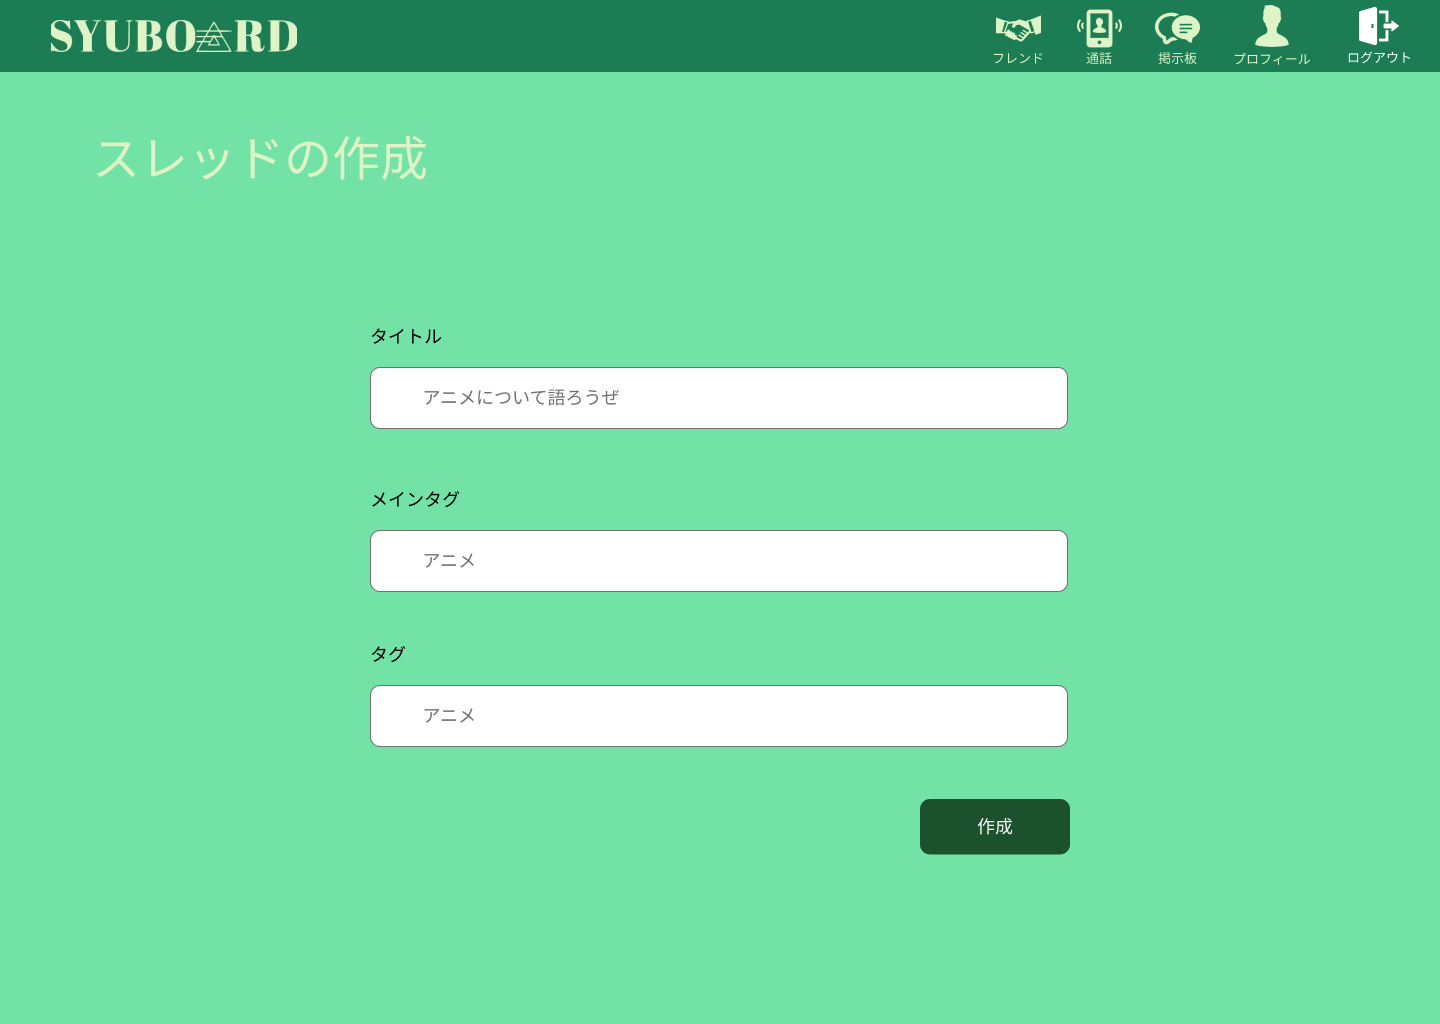 SYUBOARD
フレンド
通話
掲示板
プロフィール
ログアウト
スレッドの作成
タイトル
アニメについて語ろうぜ
メインタグ
アニメ
タグ
アニメ
作成